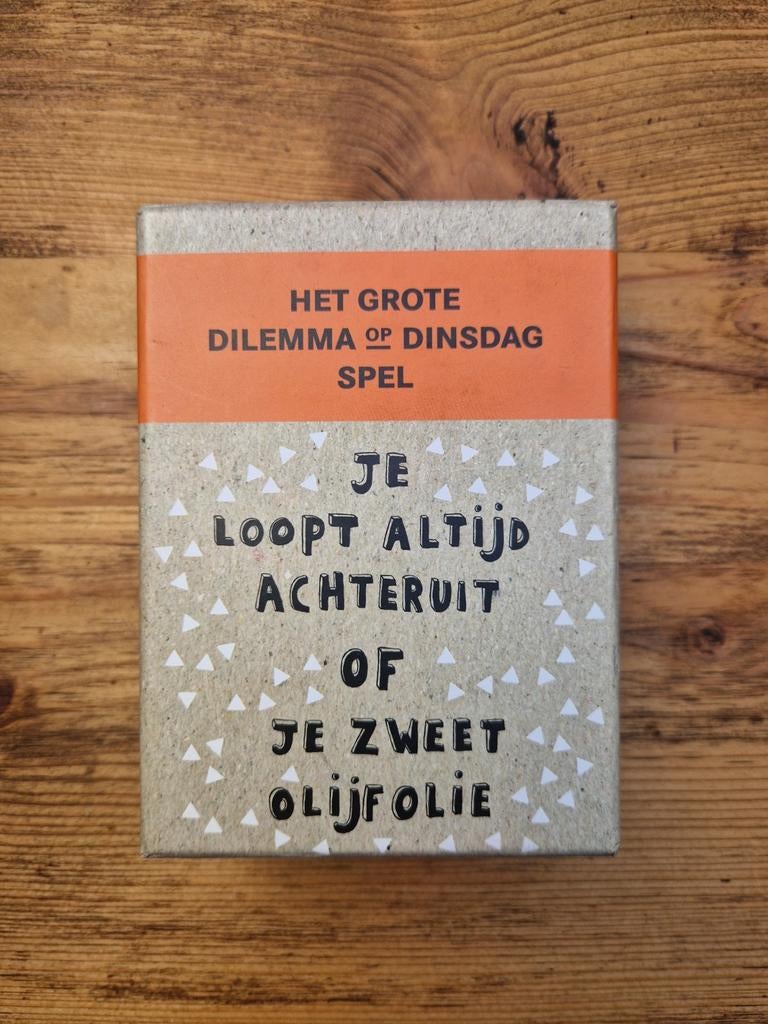 HET GROTE
DILEMMA OP DINSDAG
SPEL
JE
LOOPT ALTIJD
ACHTERUIT
OF
JE ZWEET
OLIJFOLIE